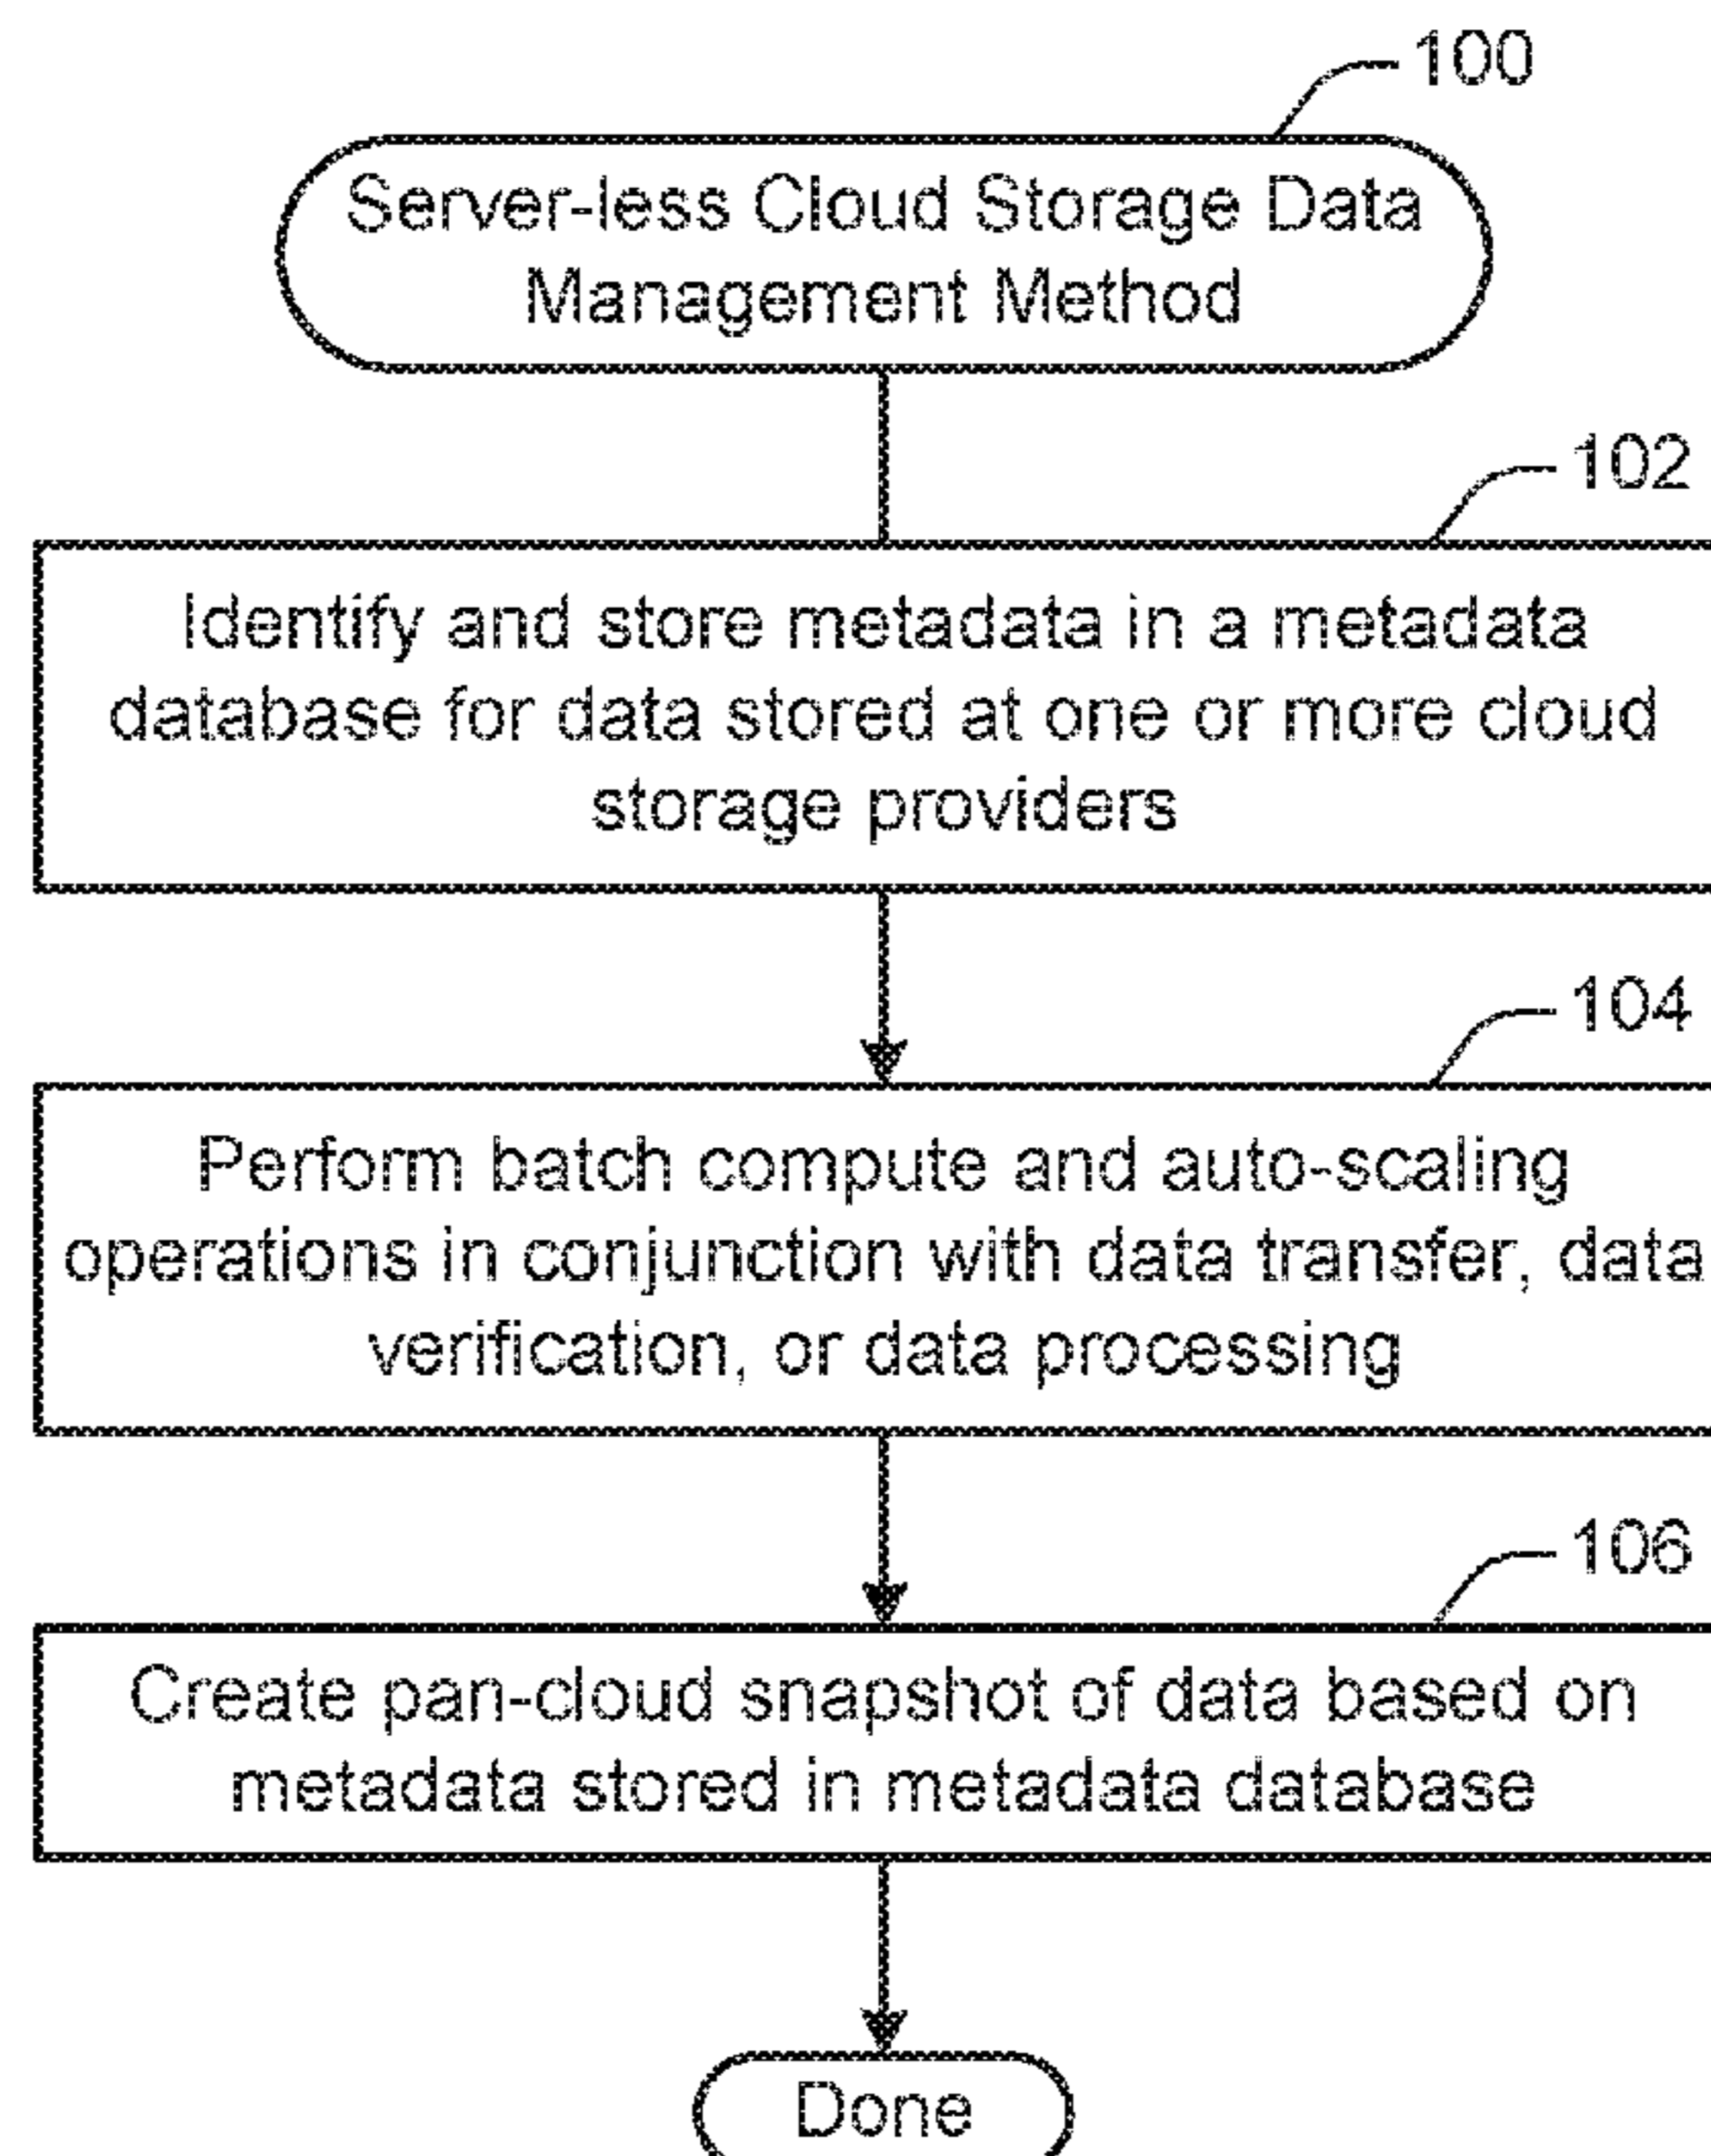 100
Server-less Cloud Storage Data
Management Method
102
Identify and store metadata in a metadata
database for data stored at one or more cloud
storage providers
104
Perform batch compute and auto-scaling
operations in conjunction with data transfer, data
verification, or data processing
106
Create pan-cloud snapshot of data based on
metadata stored in metadata database
Done